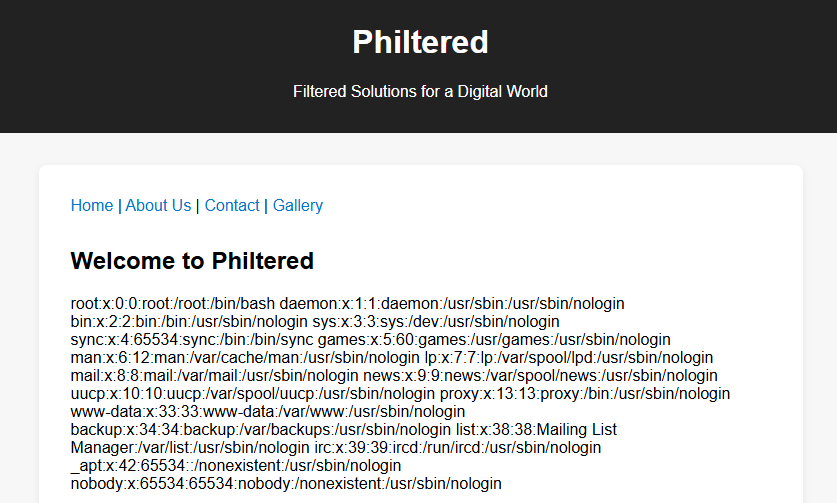 Philtered
Filtered Solutions for a Digital World
Home | About Us | Contact | Gallery
Welcome to Philtered
root:x:0:0:root:/root:/bin/bash daemon:x:1:1:daemon:/usr/sbin:/usr/sbin/nologin
bin:x:2:2:bin:/bin:/usr/sbin/nologin sys:x:3:3:sys:/dev:/usr/sbin/nologin
sync:x:4:65534:sync:/bin:/bin/sync games:x:5:60:games:/usr/games:/usr/sbin/nologin
man:x:6:12:man:/var/cache/man:/usr/sbin/nologin lp:x:7:7:lp:/var/spool/lpd:/usr/sbin/nologin
mail:x:8:8:mail:/var/mail:/usr/sbin/nologin news:x:9:9:news:/var/spool/news:/usr/sbin/nologin
uucp:x:10:10:uucp:/var/spool/uucp:/usr/sbin/nologin proxy:x:13:13:proxy:/bin:/usr/sbin/nologin
www-data:x:33:33:www-data:/var/www:/usr/sbin/nologin
backup:x:34:34:backup:/var/backups:/usr/sbin/nologin list:x:38:38:Mailing List
Manager:/var/list:/usr/sbin/nologin irc:x:39:39:ircd:/run/ircd:/usr/sbin/nologin
_apt:x:42:65534::/nonexistent:/usr/sbin/nologin
nobody:x:65534:65534:nobody:/nonexistent:/usr/sbin/nologin